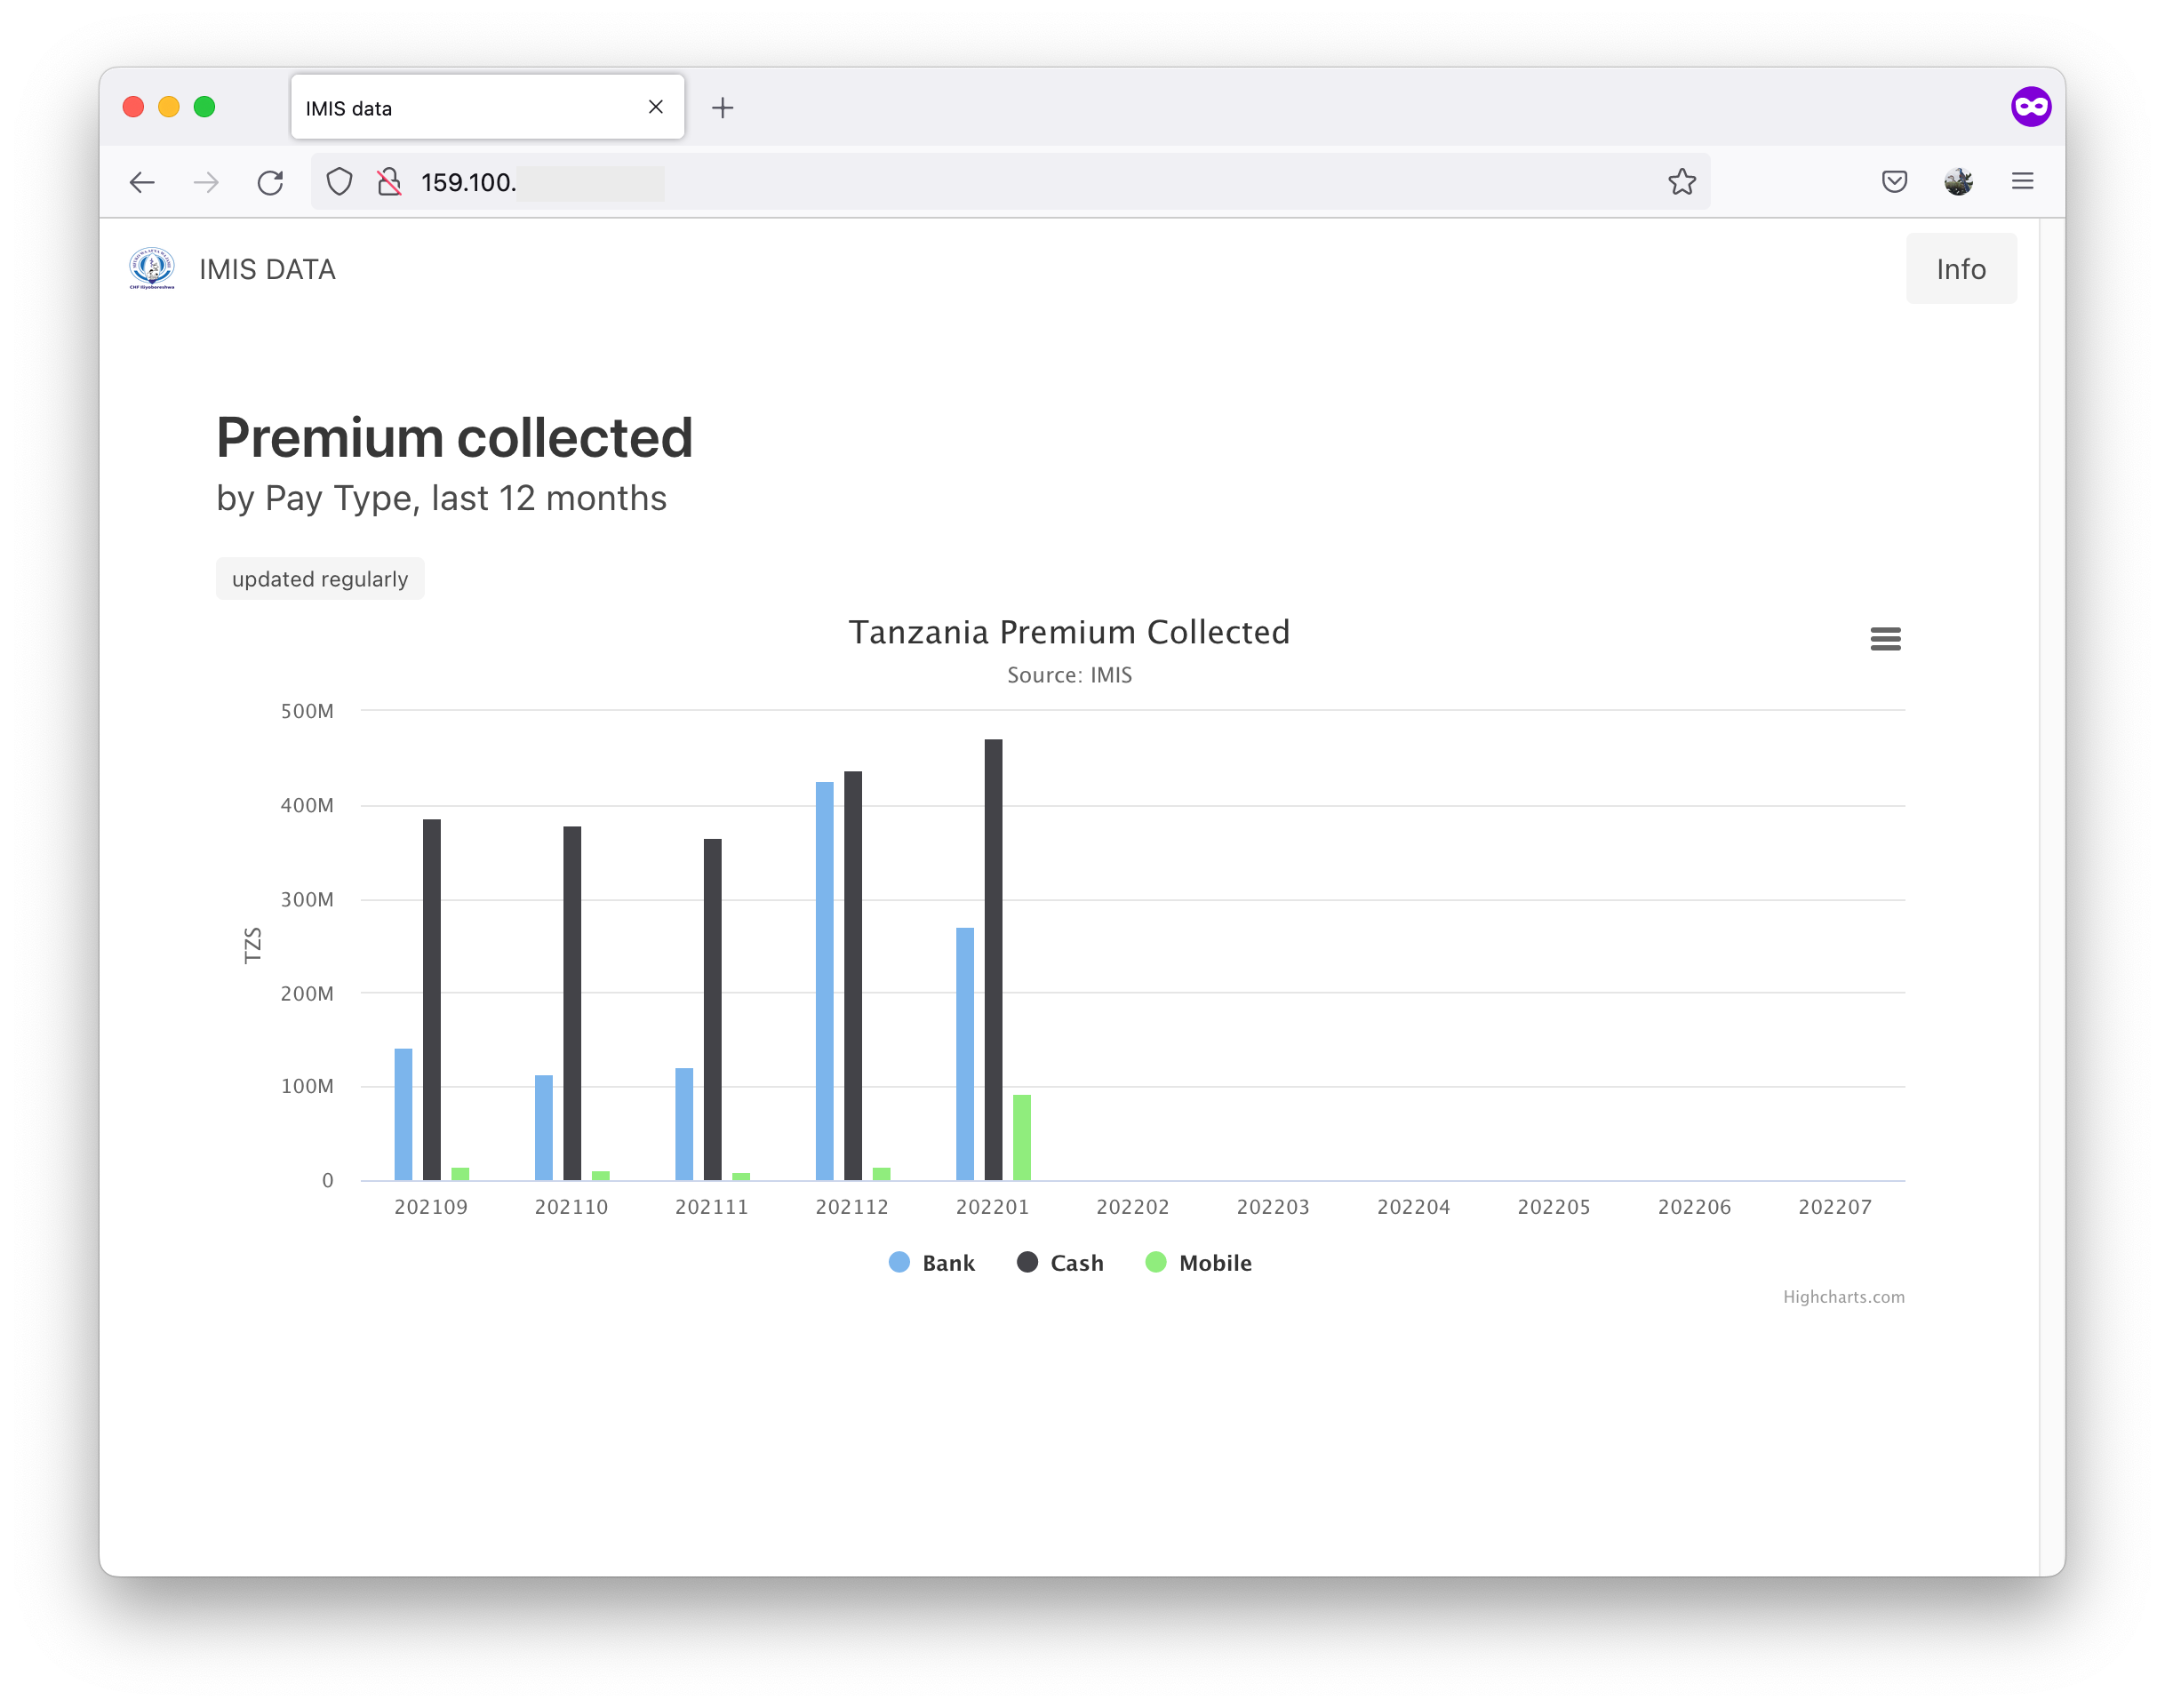 IMIS data
159.100.
CHF Iliyoboreshwa
IMIS DATA
Info
Premium collected
by Pay Type, last 12 months
updated regularly
Tanzania Premium Collected
Source: IMIS
TZS
500M
400M
300M
200M
100M
0
202109 202110 202111 202112 202201 202202 202203 202204 202205 202206 202207
Bank Cash Mobile
Highcharts.com